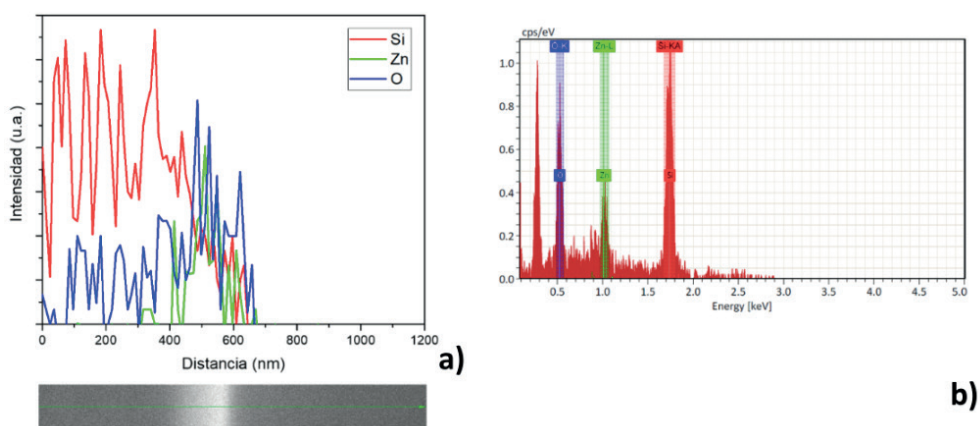 Si
Zn
O
Intensidad (u.a.)
0 200 400 600 800 1000 1200
Distancia (nm)
a)
cps/eV
O-K Zn-L Si-KA
1.0
0.8
0.6
0.4
0.2
0.0
O Zn Si
0.5 1.0 1.5 2.0 2.5 3.0 3.5 4.0 4.5 5.0
Energy [keV]
b)